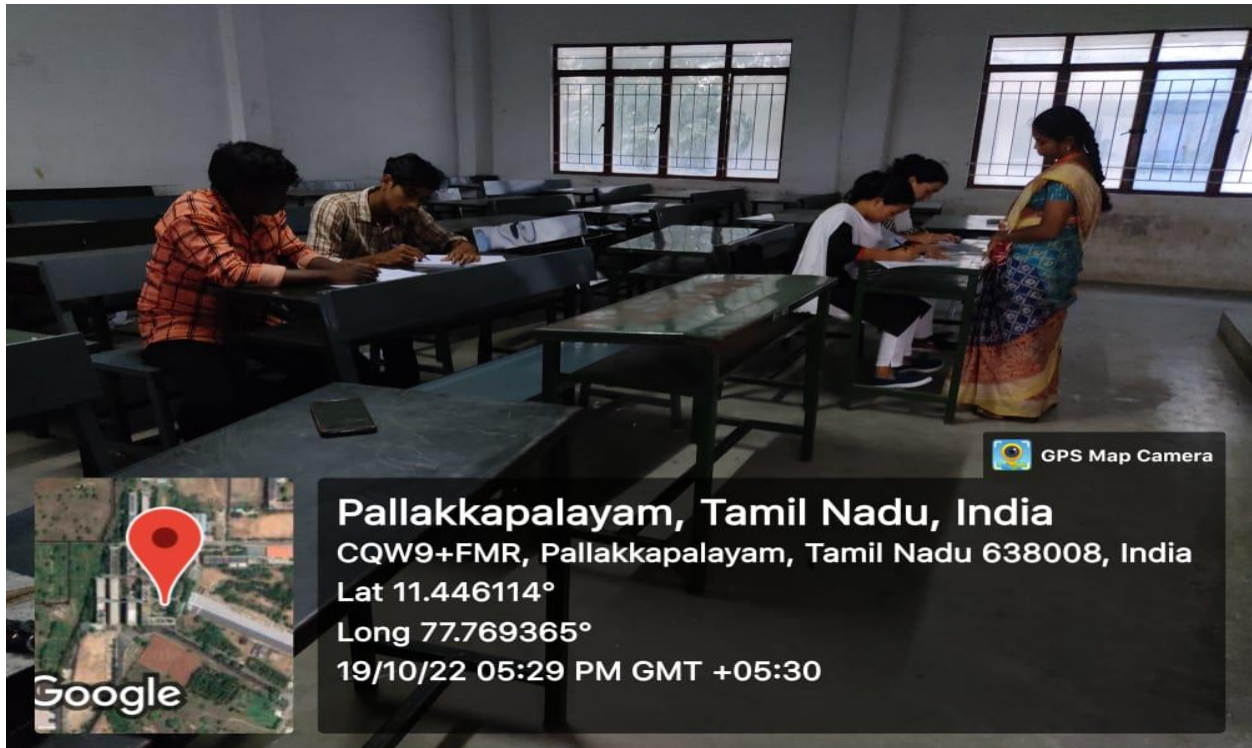 GPS Map Camera
Pallakkapalayam, Tamil Nadu, India
CQW9+FMR, Pallakkapalayam, Tamil Nadu 638008, India
Lat 11.446114°
Long 77.769365°
19/10/22 05:29 PM GMT +05:30
Google